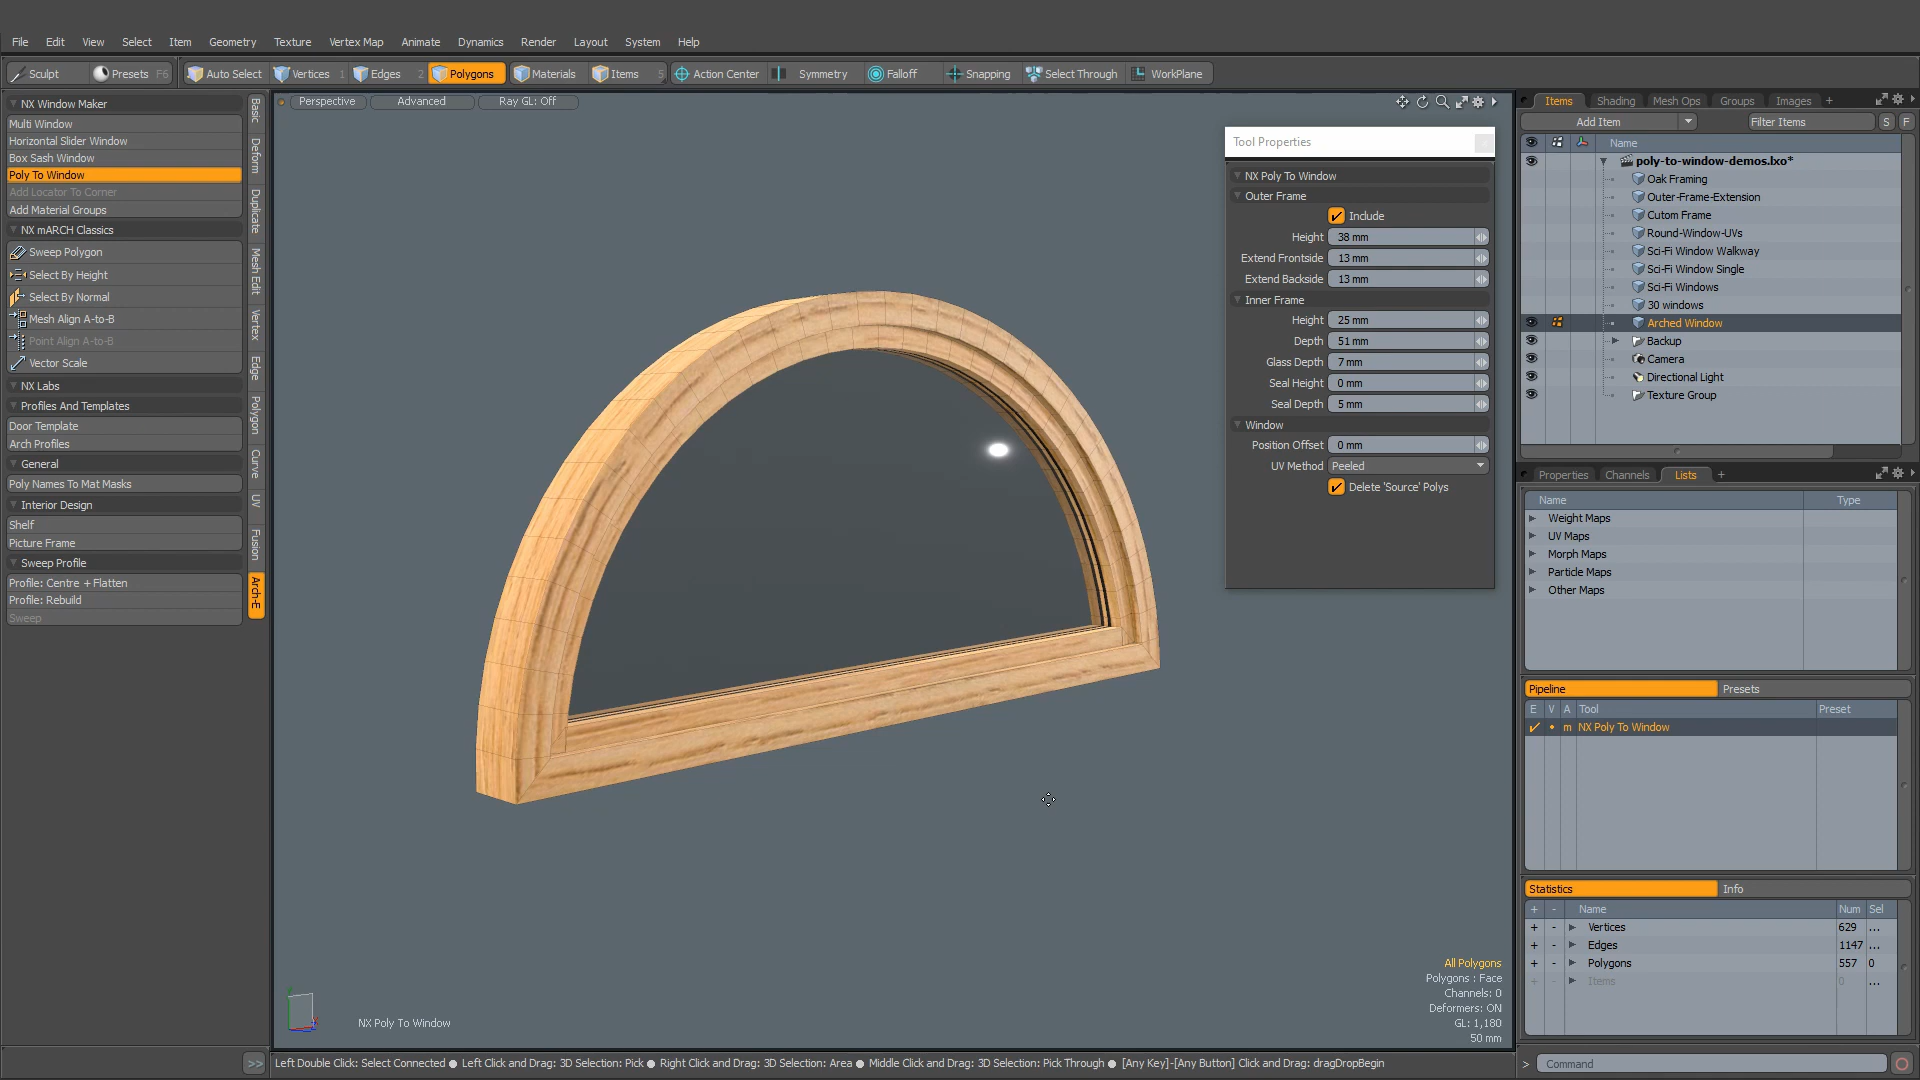 File Edit View Select Item Geometry Texture Vertex Map Animate Dynamics Render Layout System Help
Sculpt Presets F6 Auto Select Vertices 1 Edges 2 Polygons Materials Items 5 Action Center Symmetry Falloff Snapping Select Through WorkPlane
NX Window Maker
Multi Window
Horizontal Slider Window
Box Sash Window
Poly To Window
Add Locator To Corner
Add Material Groups
NX mARCH Classics
Sweep Polygon
Select By Height
Select By Normal
Mesh Align A-to-B
Point Align A-to-B
Vector Scale
NX Labs
Profiles And Templates
Door Template
Arch Profiles
General
Poly Names To Mat Masks
Interior Design
Shelf
Picture Frame
Sweep Profile
Profile: Centre + Flatten
Profile: Rebuild
Sweep
>>
Basic
Deform
Duplicate
Mesh Edit
Vertex
Edge
Polygon
Curve
UV
Fusion
Arch-E
Perspective Advanced Ray GL: Off
Tool Properties
NX Poly To Window
Outer Frame
Include
Height 38 mm
Extend Frontside 13 mm
Extend Backside 13 mm
Inner Frame
Height 25 mm
Depth 51 mm
Glass Depth 7 mm
Seal Height 0 mm
Seal Depth 5 mm
Window
Position Offset 0 mm
UV Method Peeled
Delete 'Source' Polys
All Polygons
Polygons : Face
Channels: 0
Deformers: ON
GL: 1,180
50 mm
NX Poly To Window
Left Double Click: Select Connected ● Left Click and Drag: 3D Selection: Pick ● Right Click and Drag: 3D Selection: Area ● Middle Click and Drag: 3D Selection: Pick Through ● [Any Key]-[Any Button] Click and Drag: dragDropBegin
Items Shading Mesh Ops Groups Images +
Add Item Filter Items S F
Name
poly-to-window-demos.lxo*
Oak Framing
Outer-Frame-Extension
Cutom Frame
Round-Window-UVs
Sci-Fi Window Walkway
Sci-Fi Window Single
Sci-Fi Windows
30 windows
Arched Window
Backup
Camera
Directional Light
Texture Group
Properties Channels Lists +
Name Type
Weight Maps
UV Maps
Morph Maps
Particle Maps
Other Maps
Pipeline Presets
E V A Tool Preset
m NX Poly To Window
Statistics Info
+ - Name Num Sel
+ - Vertices 629 ...
+ - Edges 1147 ...
+ - Polygons 557 0
+ - Items 0 ...
> Command